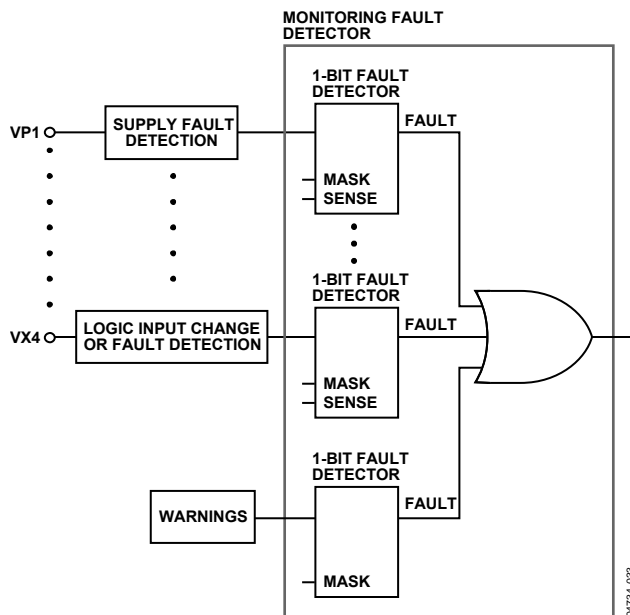 MONITORING FAULT
DETECTOR
1-BIT FAULT
DETECTOR
VP1
SUPPLY FAULT
DETECTION
FAULT
MASK
SENSE
1-BIT FAULT
DETECTOR
VX4
LOGIC INPUT CHANGE
OR FAULT DETECTION
FAULT
MASK
SENSE
1-BIT FAULT
DETECTOR
WARNINGS
FAULT
MASK